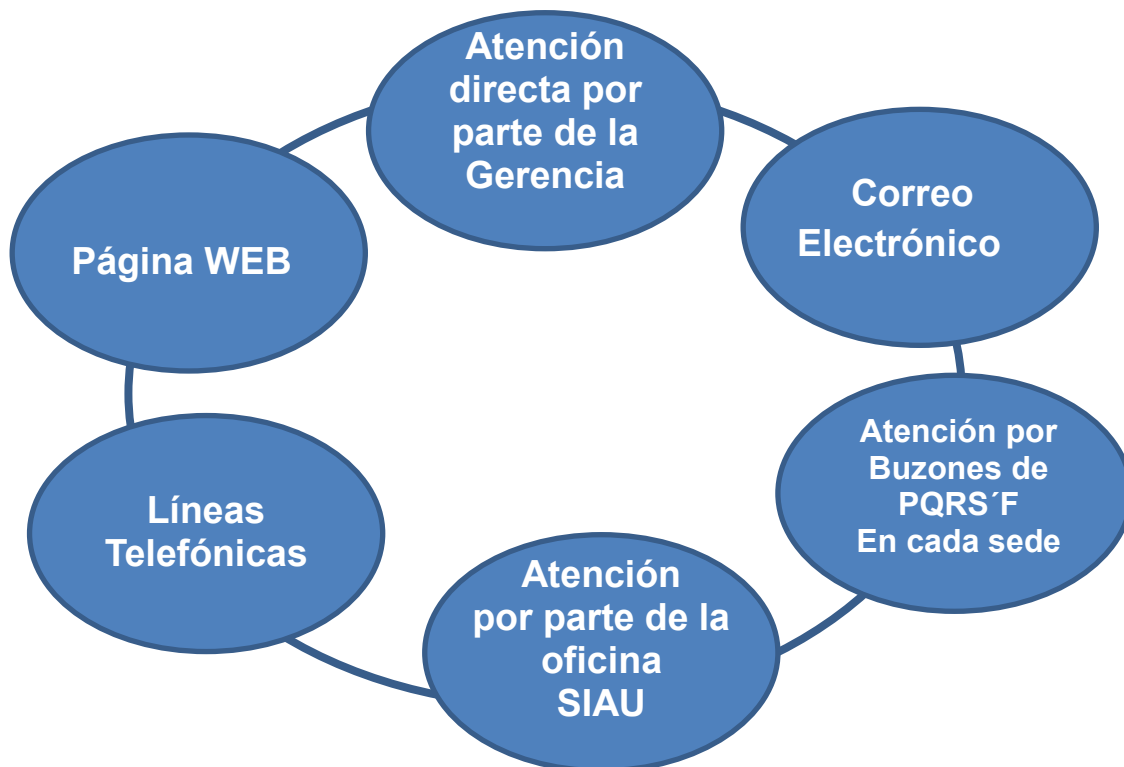 Atención
directa por
parte de la
Gerencia
Correo
Electrónico
Atención por
Buzones de
PQRS´F
En cada sede
Atención
por parte de la
oficina
SIAU
Líneas
Telefónicas
Página WEB